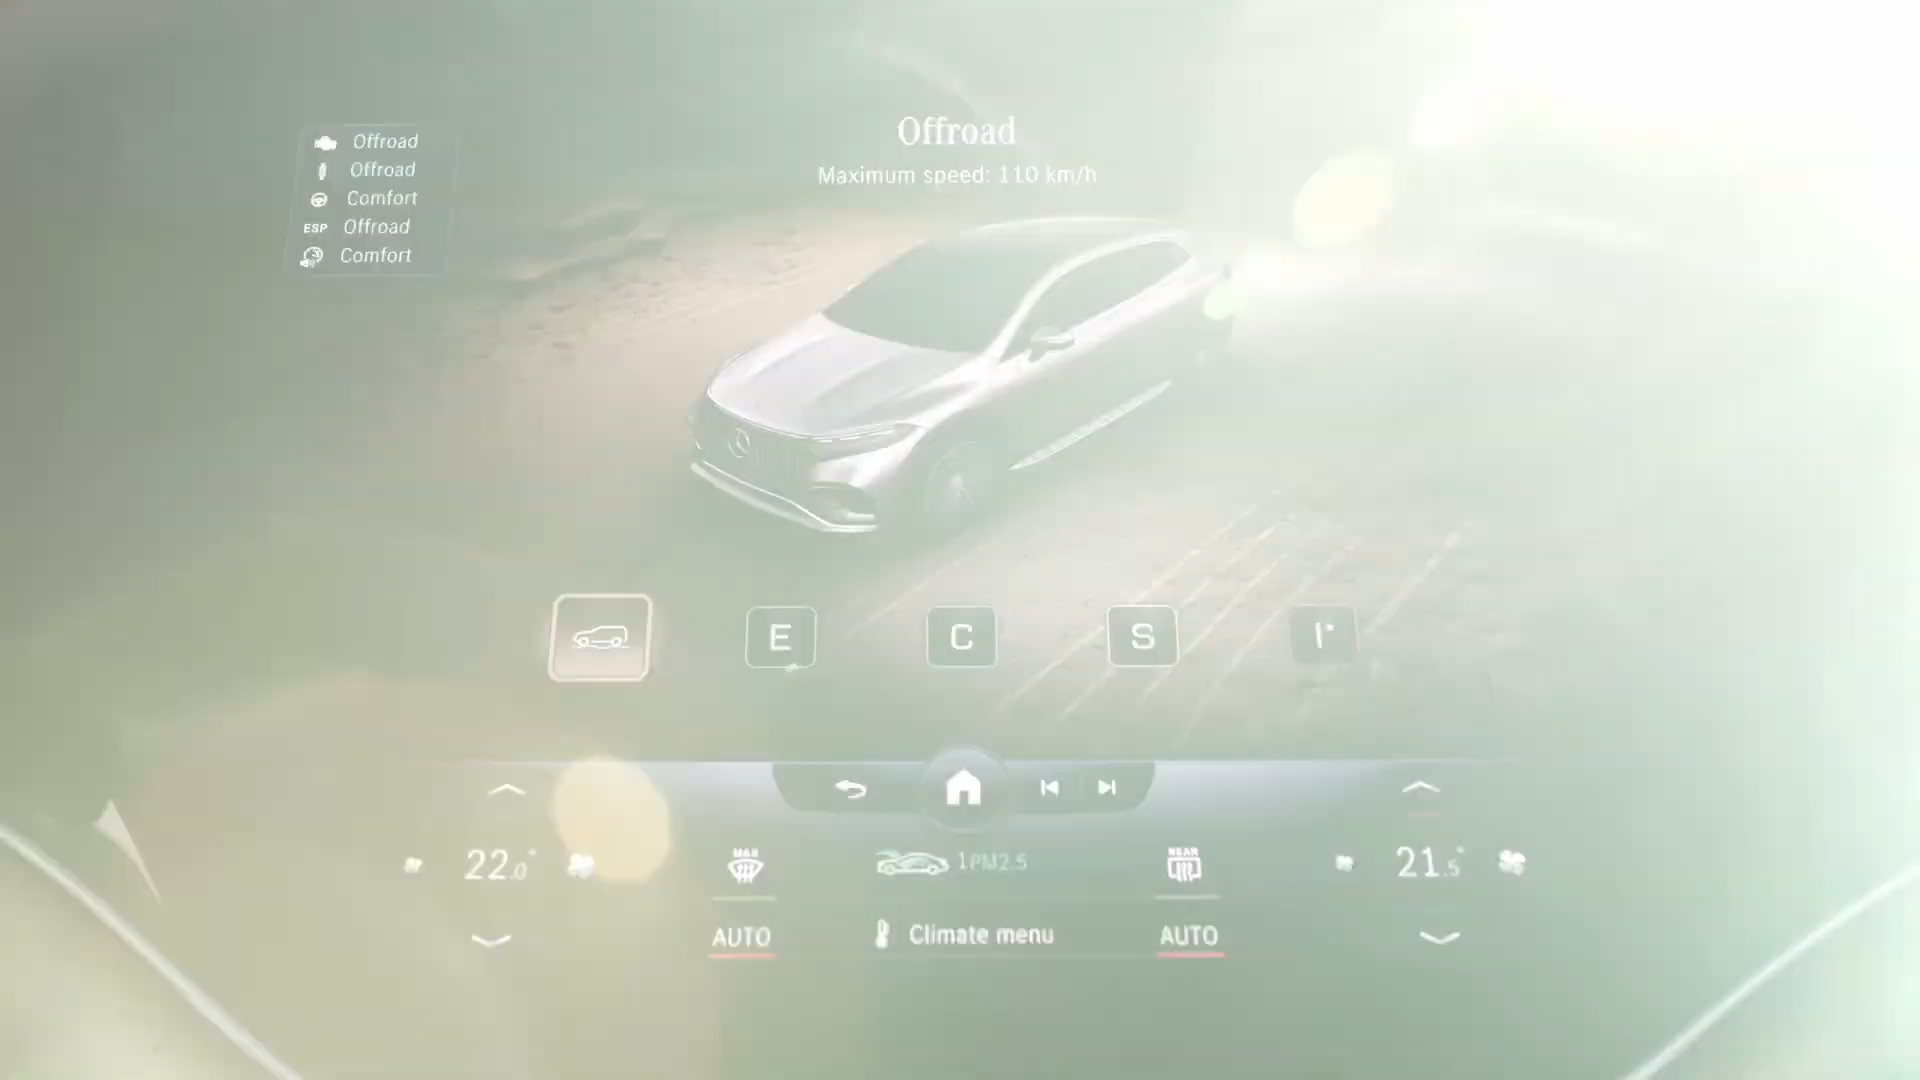 Offroad
Maximum speed: 110 km/h
Offroad
Offroad
Comfort
ESP Offroad
Comfort
E
C
S
22.0°
MAX
1PM2.5
REAR
21.5°
AUTO
Climate menu
AUTO